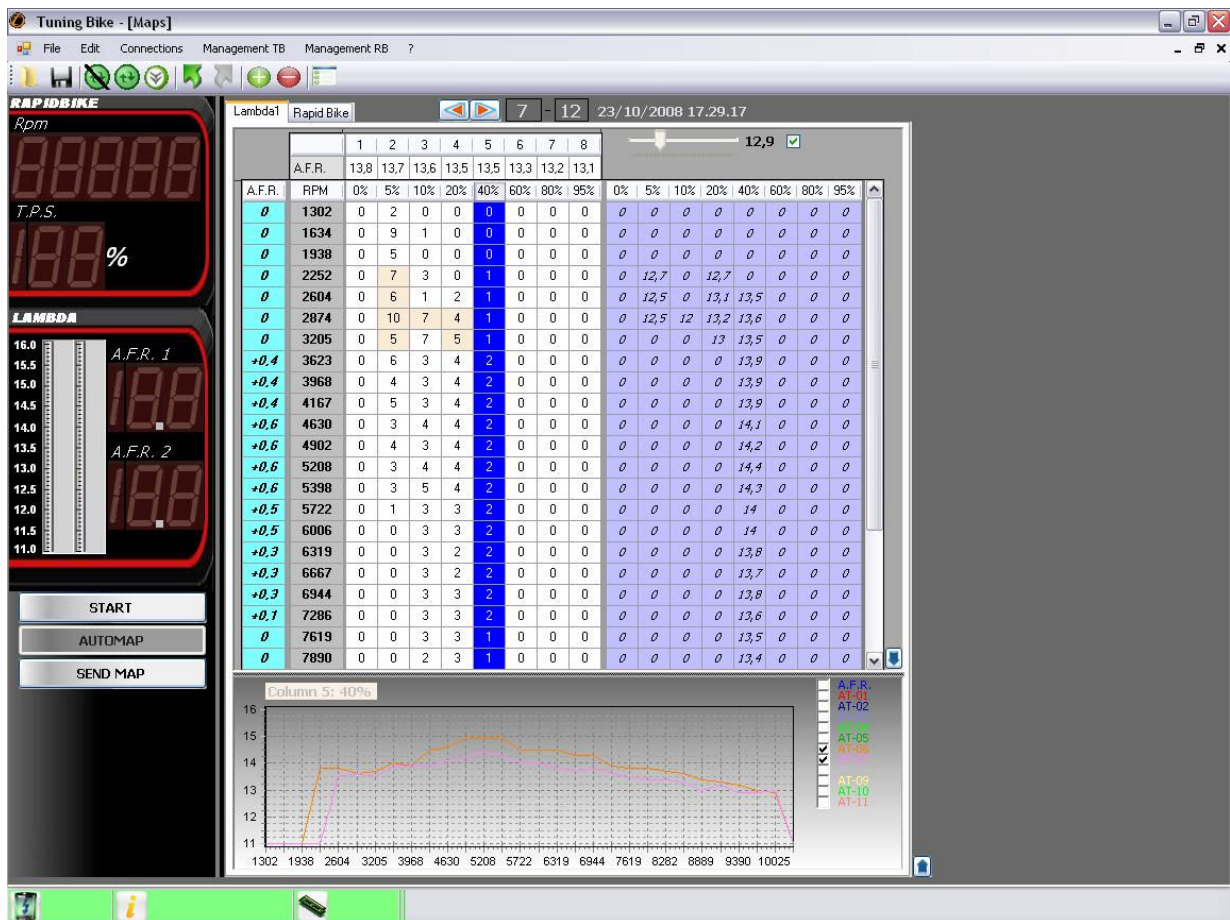 Tuning Bike - [Maps]
File Edit Connections Management TB Management RB ?
RAPIDBIKE
Rpm
T.P.S.
%
LAMBDA
16.0
15.5
15.0
14.5
14.0
13.5
13.0
12.5
12.0
11.5
11.0
A.F.R. 1
A.F.R. 2
START
AUTOMAP
SEND MAP
Lambda1 Rapid Bike 7 - 12 23/10/2008 17.29.17
12,9
1 2 3 4 5 6 7 8
A.F.R. 13,8 13,7 13,6 13,5 13,5 13,3 13,2 13,1
A.F.R. RPM 0% 5% 10% 20% 40% 60% 80% 95% 0% 5% 10% 20% 40% 60% 80% 95%
0 1302 0 2 0 0 0 0 0 0 0 0 0 0 0 0 0 0
0 1634 0 9 1 0 0 0 0 0 0 0 0 0 0 0 0 0
0 1938 0 5 0 0 0 0 0 0 0 0 0 0 0 0 0 0
0 2252 0 7 3 0 1 0 0 0 0 12,7 0 12,7 0 0 0 0
0 2604 0 6 1 2 1 0 0 0 0 12,5 0 13,1 13,5 0 0 0
0 2874 0 10 7 4 1 0 0 0 0 12,5 12 13,2 13,6 0 0 0
0 3205 0 5 7 5 1 0 0 0 0 0 0 13 13,5 0 0 0
+0,4 3623 0 6 3 4 2 0 0 0 0 0 0 0 13,9 0 0 0
+0,4 3968 0 4 3 4 2 0 0 0 0 0 0 0 13,9 0 0 0
+0,4 4167 0 5 3 4 2 0 0 0 0 0 0 0 13,9 0 0 0
+0,6 4630 0 3 4 4 2 0 0 0 0 0 0 0 14,1 0 0 0
+0,6 4902 0 4 3 4 2 0 0 0 0 0 0 0 14,2 0 0 0
+0,6 5208 0 3 4 4 2 0 0 0 0 0 0 0 14,4 0 0 0
+0,6 5398 0 3 5 4 2 0 0 0 0 0 0 0 14,3 0 0 0
+0,5 5722 0 1 3 3 2 0 0 0 0 0 0 0 14 0 0 0
+0,5 6006 0 0 3 3 2 0 0 0 0 0 0 0 14 0 0 0
+0,3 6319 0 0 3 2 2 0 0 0 0 0 0 0 13,8 0 0 0
+0,3 6667 0 0 3 2 2 0 0 0 0 0 0 0 13,7 0 0 0
+0,3 6944 0 0 3 3 2 0 0 0 0 0 0 0 13,8 0 0 0
+0,1 7286 0 0 3 3 2 0 0 0 0 0 0 0 13,6 0 0 0
0 7619 0 0 3 3 1 0 0 0 0 0 0 0 13,5 0 0 0
0 7890 0 0 2 3 1 0 0 0 0 0 0 0 13,4 0 0 0
Column 5: 40%
16
15
14
13
12
11
1302 1938 2604 3205 3968 4630 5208 5722 6319 6944 7619 8282 8889 9390 10025
A.F.R.
AT-01
AT-02
AT-05
AT-06
AT-09
AT-10
AT-11